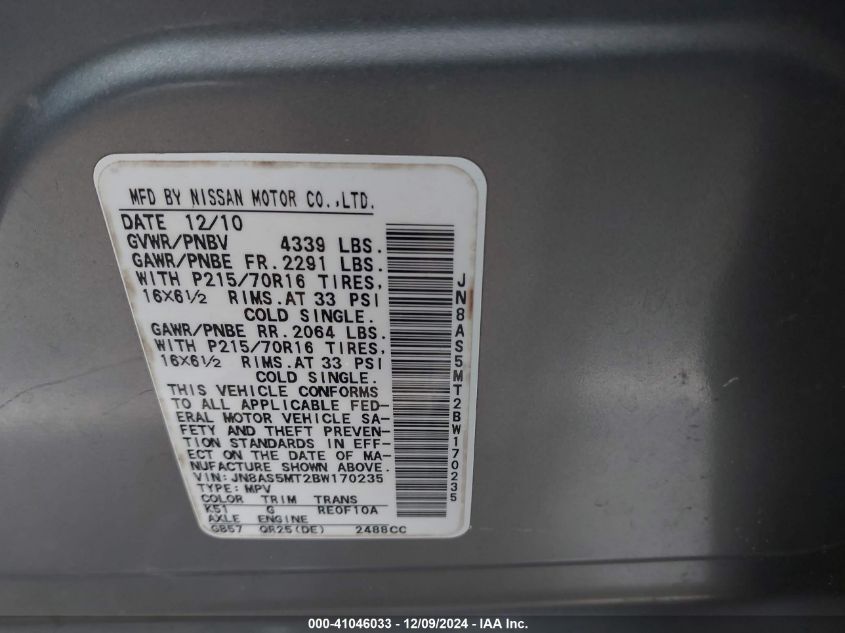 MFD BY NISSAN MOTOR CO.,LTD.
DATE 12/10
GVWR/PNBV 4339 LBS.
GAWR/PNBE FR.2291 LBS.
WITH P215/70R16 TIRES,
16X6½ RIMS.AT 33 PSI
COLD SINGLE.
GAWR/PNBE RR.2064 LBS.
WITH P215/70R16 TIRES,
16X6½ RIMS.AT 33 PSI
COLD SINGLE.
THIS VEHICLE CONFORMS
TO ALL APPLICABLE FED-
ERAL MOTOR VEHICLE SA-
FETY AND THEFT PREVEN-
TION STANDARDS IN EFF-
ECT ON THE DATE OF MA-
NUFACTURE SHOWN ABOVE.
VIN: JN8AS5MT2BW170235
TYPE: MPV
COLOR TRIM TRANS
K51 G RE0F10A
AXLE ENGINE
GB57 QR25(DE) 2488CC
JN8AS5MT2BW170235
000-41046033 - 12/09/2024 - IAA Inc.